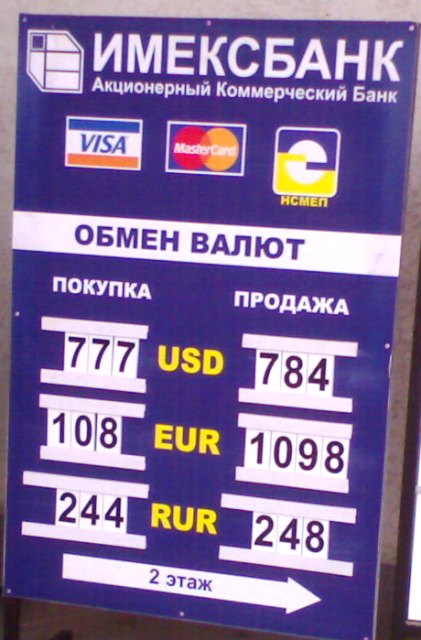 ИМЕКСБАНК
Акционерный Коммерческий Банк
VISA MasterCard НСМЕП
ОБМЕН ВАЛЮТ
ПОКУПКА ПРОДАЖА
777 USD 784
108 EUR 1098
244 RUR 248
2 этаж